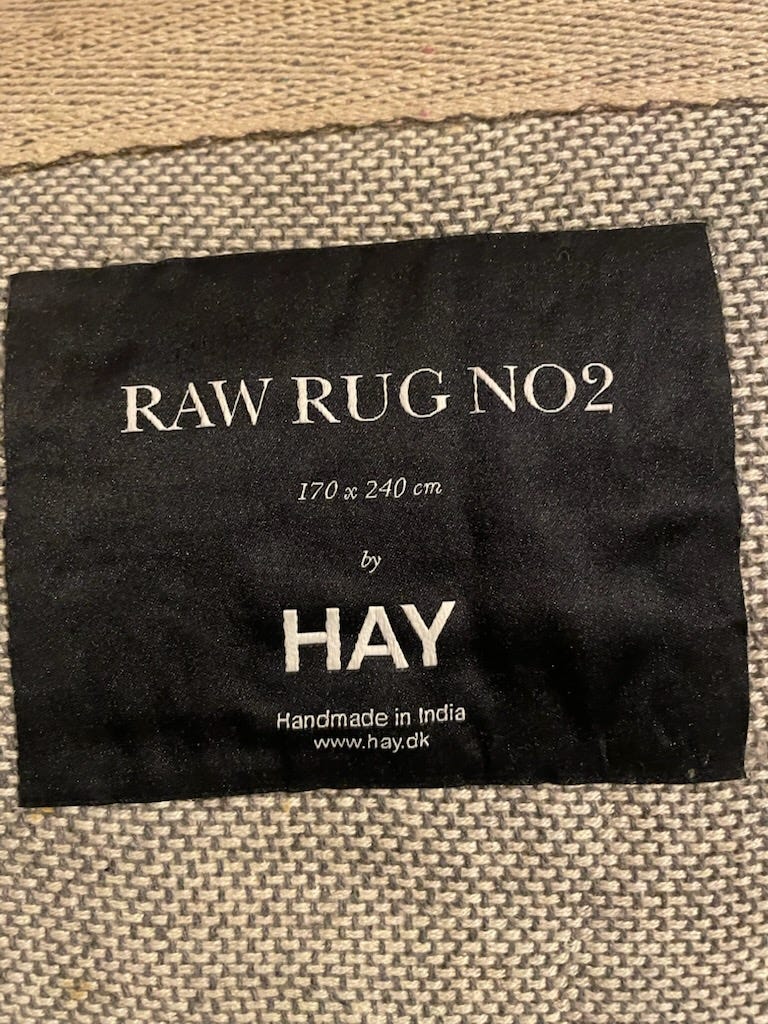 RAW RUG NO2
170 x 240 cm
by
HAY
Handmade in India
www.hay.dk